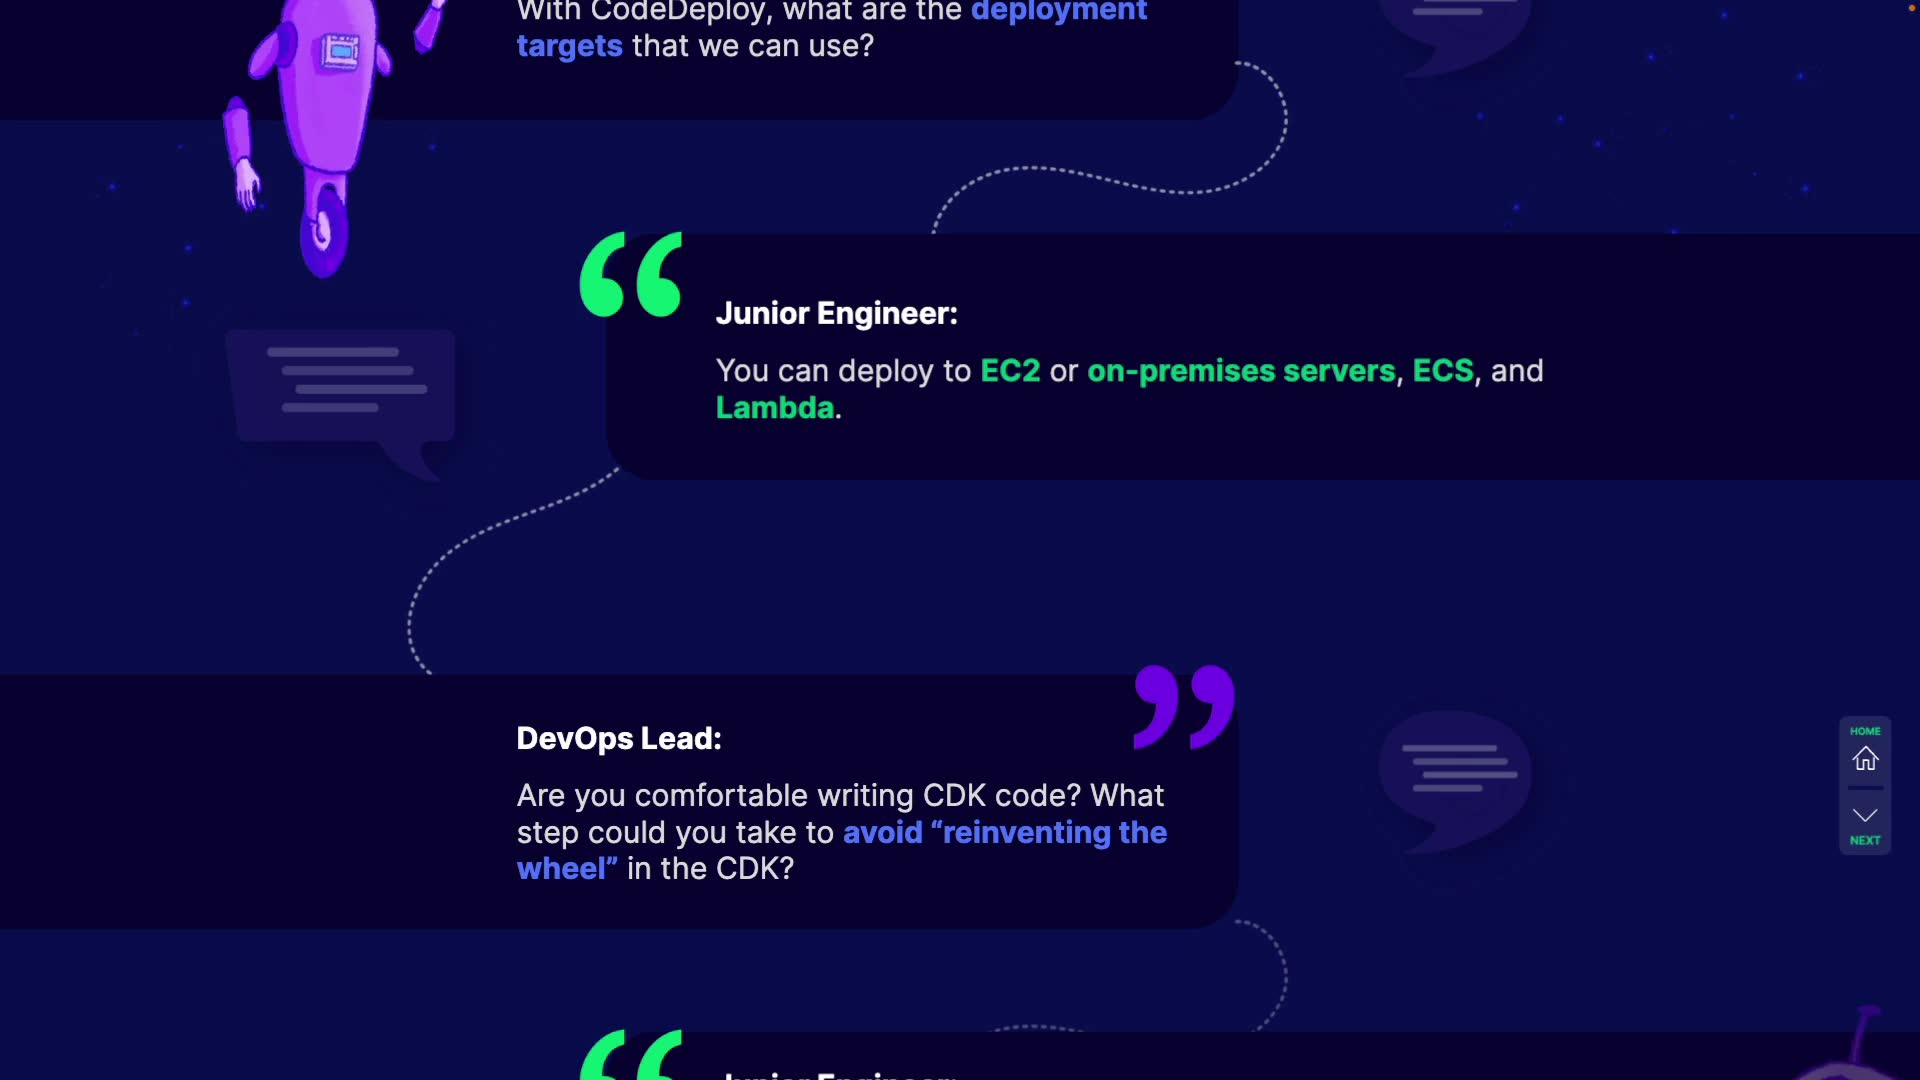 With CodeDeploy, what are the deployment
targets that we can use?
Junior Engineer:
You can deploy to EC2 or on-premises servers, ECS, and
Lambda.
DevOps Lead:
Are you comfortable writing CDK code? What
step could you take to avoid “reinventing the
wheel” in the CDK?
HOME
NEXT
Junior Engineer: